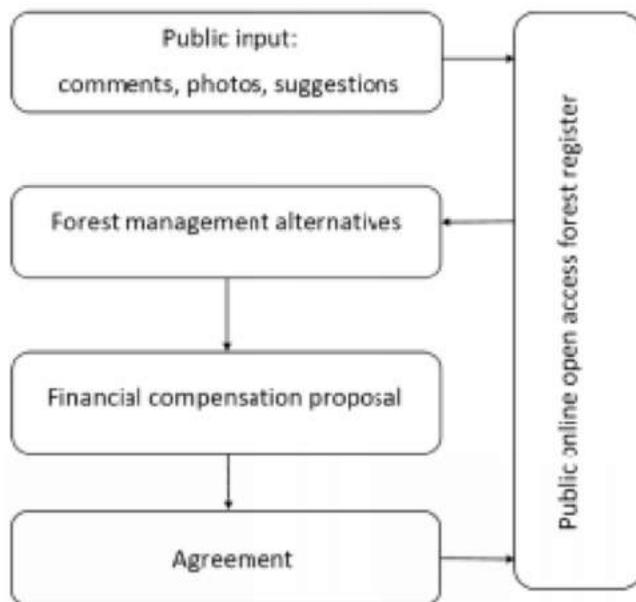 Public input:
comments, photos, suggestions
Forest management alternatives
Financial compensation proposal
Agreement
Public online open access forest register